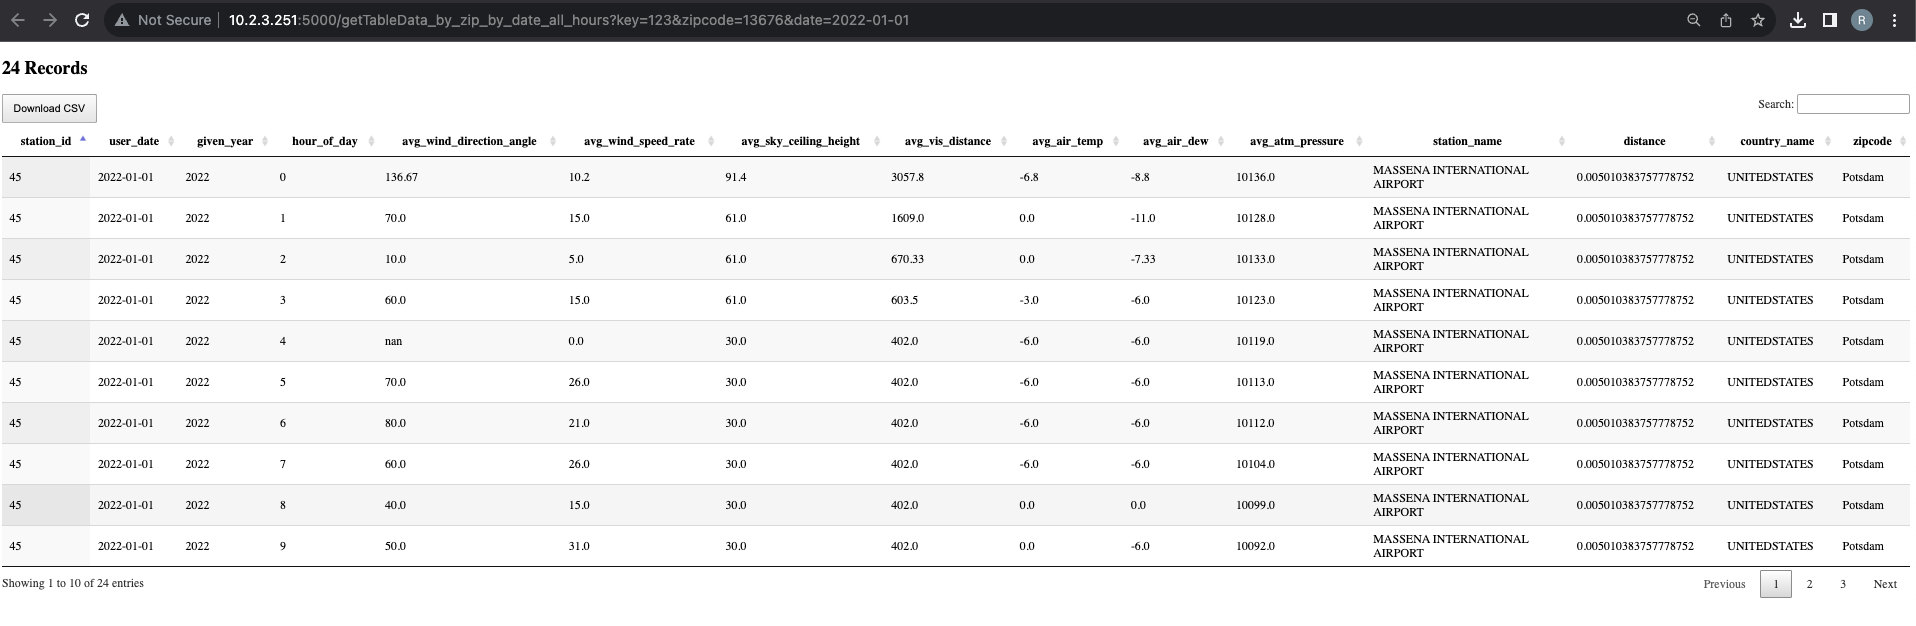 Not Secure 10.2.3.251:5000/getTableData_by_zip_by_date_all_hours?key=123&zipcode=13676&date=2022-01-01 R
24 Records
Download CSV Search:
station_id user_date given_year hour_of_day avg_wind_direction_angle avg_wind_speed_rate avg_sky_ceiling_height avg_vis_distance avg_air_temp avg_air_dew avg_atm_pressure station_name distance country_name zipcode
45 2022-01-01 2022 0 136.67 10.2 91.4 3057.8 -6.8 -8.8 10136.0 MASSENA INTERNATIONAL AIRPORT 0.005010383757778752 UNITEDSTATES Potsdam
45 2022-01-01 2022 1 70.0 15.0 61.0 1609.0 0.0 -11.0 10128.0 MASSENA INTERNATIONAL AIRPORT 0.005010383757778752 UNITEDSTATES Potsdam
45 2022-01-01 2022 2 10.0 5.0 61.0 670.33 0.0 -7.33 10133.0 MASSENA INTERNATIONAL AIRPORT 0.005010383757778752 UNITEDSTATES Potsdam
45 2022-01-01 2022 3 60.0 15.0 61.0 603.5 -3.0 -6.0 10123.0 MASSENA INTERNATIONAL AIRPORT 0.005010383757778752 UNITEDSTATES Potsdam
45 2022-01-01 2022 4 nan 0.0 30.0 402.0 -6.0 -6.0 10119.0 MASSENA INTERNATIONAL AIRPORT 0.005010383757778752 UNITEDSTATES Potsdam
45 2022-01-01 2022 5 70.0 26.0 30.0 402.0 -6.0 -6.0 10113.0 MASSENA INTERNATIONAL AIRPORT 0.005010383757778752 UNITEDSTATES Potsdam
45 2022-01-01 2022 6 80.0 21.0 30.0 402.0 -6.0 -6.0 10112.0 MASSENA INTERNATIONAL AIRPORT 0.005010383757778752 UNITEDSTATES Potsdam
45 2022-01-01 2022 7 60.0 26.0 30.0 402.0 -6.0 -6.0 10104.0 MASSENA INTERNATIONAL AIRPORT 0.005010383757778752 UNITEDSTATES Potsdam
45 2022-01-01 2022 8 40.0 15.0 30.0 402.0 0.0 0.0 10099.0 MASSENA INTERNATIONAL AIRPORT 0.005010383757778752 UNITEDSTATES Potsdam
45 2022-01-01 2022 9 50.0 31.0 30.0 402.0 0.0 -6.0 10092.0 MASSENA INTERNATIONAL AIRPORT 0.005010383757778752 UNITEDSTATES Potsdam
Showing 1 to 10 of 24 entries Previous 1 2 3 Next